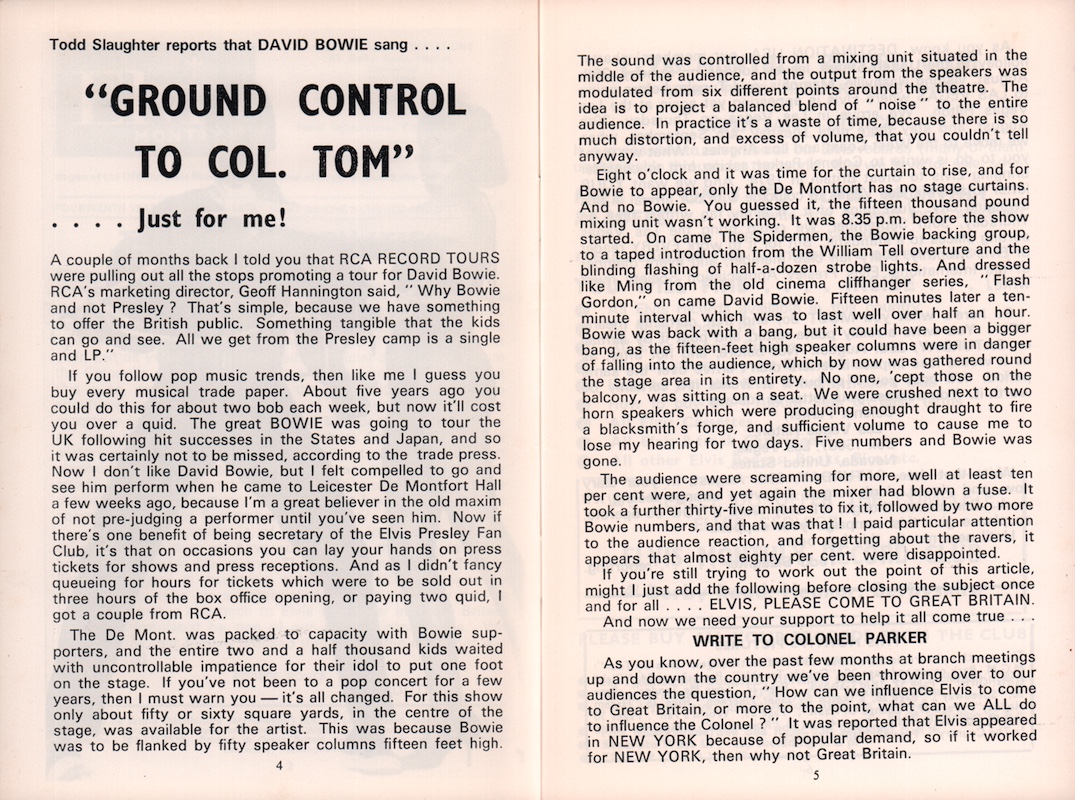 Todd Slaughter reports that DAVID BOWIE sang . . . .
“GROUND CONTROL
TO COL. TOM”
. . . . Just for me!
A couple of months back I told you that RCA RECORD TOURS
were pulling out all the stops promoting a tour for David Bowie.
RCA's marketing director, Geoff Hannington said, “ Why Bowie
and not Presley ? That's simple, because we have something
to offer the British public. Something tangible that the kids
can go and see. All we get from the Presley camp is a single
and LP.”
If you follow pop music trends, then like me I guess you
buy every musical trade paper. About five years ago you
could do this for about two bob each week, but now it'll cost
you over a quid. The great BOWIE was going to tour the
UK following hit successes in the States and Japan, and so
it was certainly not to be missed, according to the trade press.
Now I don't like David Bowie, but I felt compelled to go and
see him perform when he came to Leicester De Montfort Hall
a few weeks ago, because I'm a great believer in the old maxim
of not pre-judging a performer until you've seen him. Now if
there's one benefit of being secretary of the Elvis Presley Fan
Club, it's that on occasions you can lay your hands on press
tickets for shows and press receptions. And as I didn't fancy
queueing for hours for tickets which were to be sold out in
three hours of the box office opening, or paying two quid, I
got a couple from RCA.
The De Mont. was packed to capacity with Bowie sup-
porters, and the entire two and a half thousand kids waited
with uncontrollable impatience for their idol to put one foot
on the stage. If you've not been to a pop concert for a few
years, then I must warn you — it's all changed. For this show
only about fifty or sixty square yards, in the centre of the
stage, was available for the artist. This was because Bowie
was to be flanked by fifty speaker columns fifteen feet high.
4
The sound was controlled from a mixing unit situated in the
middle of the audience, and the output from the speakers was
modulated from six different points around the theatre. The
idea is to project a balanced blend of “ noise ” to the entire
audience. In practice it's a waste of time, because there is so
much distortion, and excess of volume, that you couldn't tell
anyway.
Eight o'clock and it was time for the curtain to rise, and for
Bowie to appear, only the De Montfort has no stage curtains.
And no Bowie. You guessed it, the fifteen thousand pound
mixing unit wasn't working. It was 8.35 p.m. before the show
started. On came The Spidermen, the Bowie backing group,
to a taped introduction from the William Tell overture and the
blinding flashing of half-a-dozen strobe lights. And dressed
like Ming from the old cinema cliffhanger series, “ Flash
Gordon,” on came David Bowie. Fifteen minutes later a ten-
minute interval which was to last well over half an hour.
Bowie was back with a bang, but it could have been a bigger
bang, as the fifteen-feet high speaker columns were in danger
of falling into the audience, which by now was gathered round
the stage area in its entirety. No one, 'cept those on the
balcony, was sitting on a seat. We were crushed next to two
horn speakers which were producing enought draught to fire
a blacksmith's forge, and sufficient volume to cause me to
lose my hearing for two days. Five numbers and Bowie was
gone.
The audience were screaming for more, well at least ten
per cent were, and yet again the mixer had blown a fuse. It
took a further thirty-five minutes to fix it, followed by two more
Bowie numbers, and that was that ! I paid particular attention
to the audience reaction, and forgetting about the ravers, it
appears that almost eighty per cent. were disappointed.
If you're still trying to work out the point of this article,
might I just add the following before closing the subject once
and for all . . . . ELVIS, PLEASE COME TO GREAT BRITAIN.
And now we need your support to help it all come true . . .
WRITE TO COLONEL PARKER
As you know, over the past few months at branch meetings
up and down the country we've been throwing over to our
audiences the question, “ How can we influence Elvis to come
to Great Britain, or more to the point, what can we ALL do
to influence the Colonel ? ” It was reported that Elvis appeared
in NEW YORK because of popular demand, so if it worked
for NEW YORK, then why not Great Britain.
5